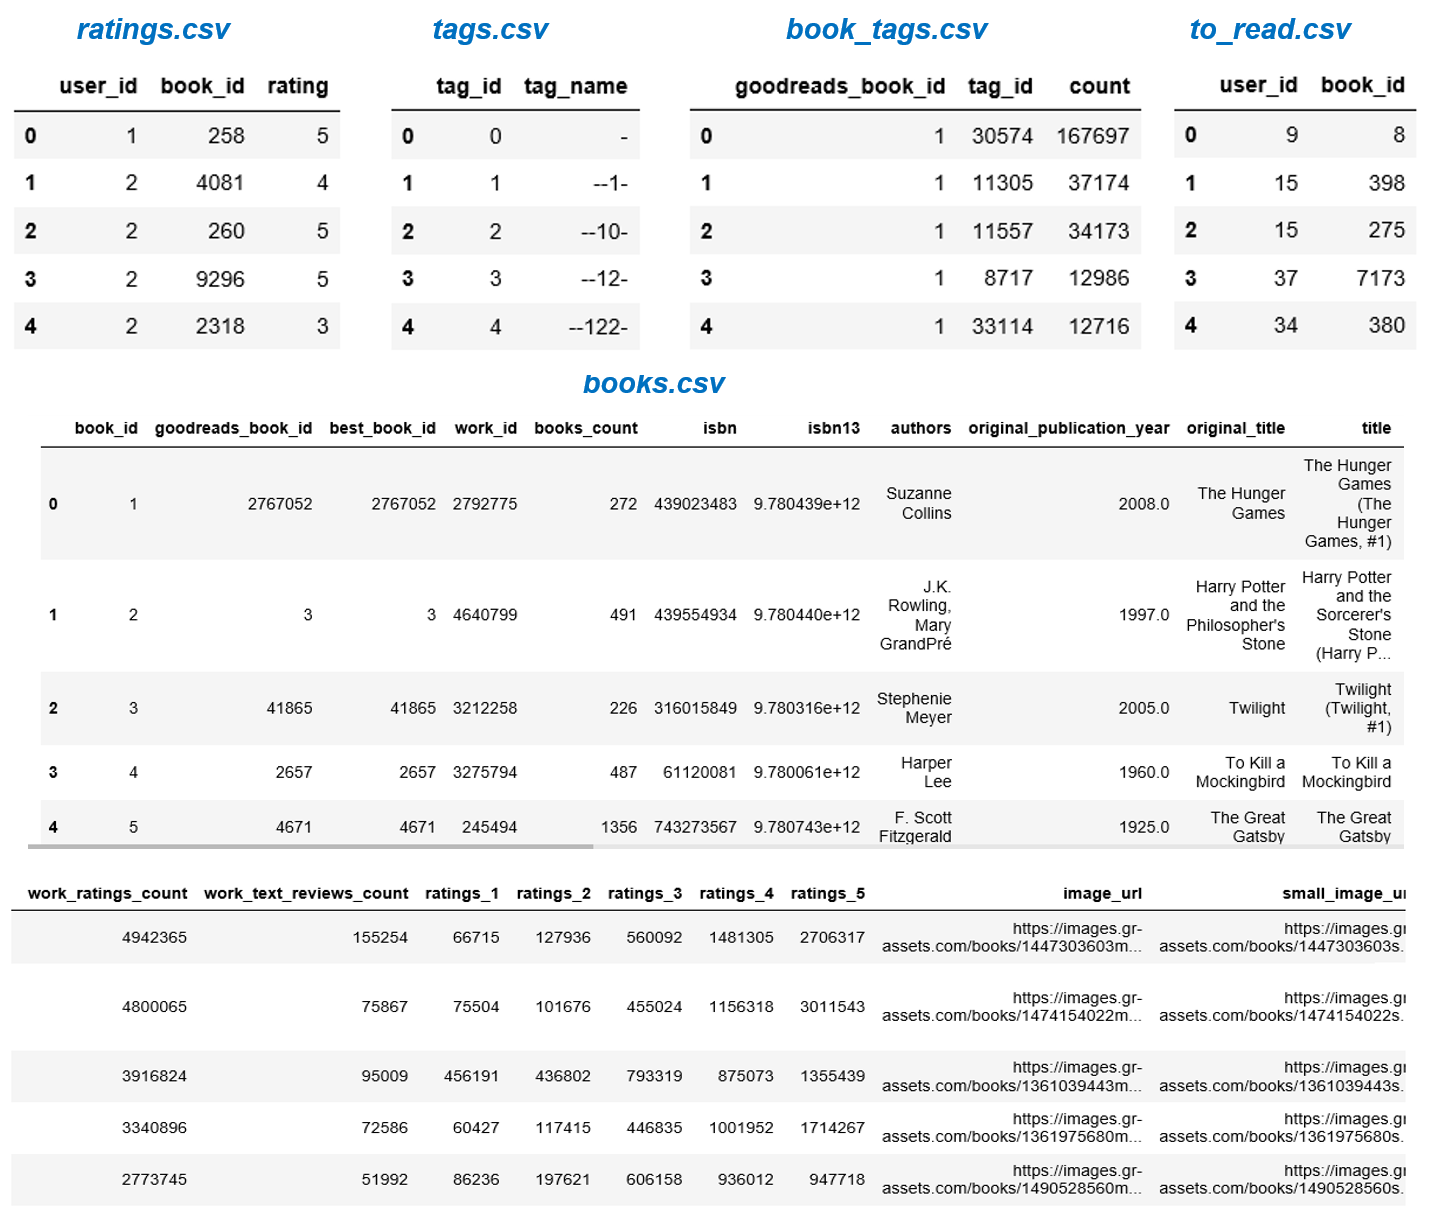 ratings.csv tags.csv book_tags.csv to_read.csv
user_id book_id rating tag_id tag_name goodreads_book_id tag_id count user_id book_id
0 1 258 5 0 0 - 0 1 30574 167697 0 9 8
1 2 4081 4 1 1 --1- 1 1 11305 37174 1 15 398
2 2 260 5 2 2 --10- 2 1 11557 34173 2 15 275
3 2 9296 5 3 3 --12- 3 1 8717 12986 3 37 7173
4 2 2318 3 4 4 --122- 4 1 33114 12716 4 34 380
books.csv
book_id goodreads_book_id best_book_id work_id books_count isbn isbn13 authors original_publication_year original_title title
0 1 2767052 2767052 2792775 272 439023483 9.780439e+12 Suzanne Collins 2008.0 The Hunger Games The Hunger Games (The Hunger Games, #1)
1 2 3 3 4640799 491 439554934 9.780440e+12 J.K. Rowling, Mary GrandPré 1997.0 Harry Potter and the Philosopher's Stone Harry Potter and the Sorcerer's Stone (Harry P...
2 3 41865 41865 3212258 226 316015849 9.780316e+12 Stephenie Meyer 2005.0 Twilight Twilight (Twilight, #1)
3 4 2657 2657 3275794 487 61120081 9.780061e+12 Harper Lee 1960.0 To Kill a Mockingbird To Kill a Mockingbird
4 5 4671 4671 245494 1356 743273567 9.780743e+12 F. Scott Fitzgerald 1925.0 The Great Gatsby The Great Gatsby
work_ratings_count work_text_reviews_count ratings_1 ratings_2 ratings_3 ratings_4 ratings_5 image_url small_image_ur
4942365 155254 66715 127936 560092 1481305 2706317 https://images.gr-assets.com/books/1447303603m... https://images.gr assets.com/books/1447303603s.
4800065 75867 75504 101676 455024 1156318 3011543 https://images.gr-assets.com/books/1474154022m... https://images.gr assets.com/books/1474154022s.
3916824 95009 456191 436802 793319 875073 1355439 https://images.gr-assets.com/books/1361039443m... https://images.gr assets.com/books/1361039443s.
3340896 72586 60427 117415 446835 1001952 1714267 https://images.gr-assets.com/books/1361975680m... https://images.gr assets.com/books/1361975680s.
2773745 51992 86236 197621 606158 936012 947718 https://images.gr-assets.com/books/1490528560m... https://images.gr assets.com/books/1490528560s.